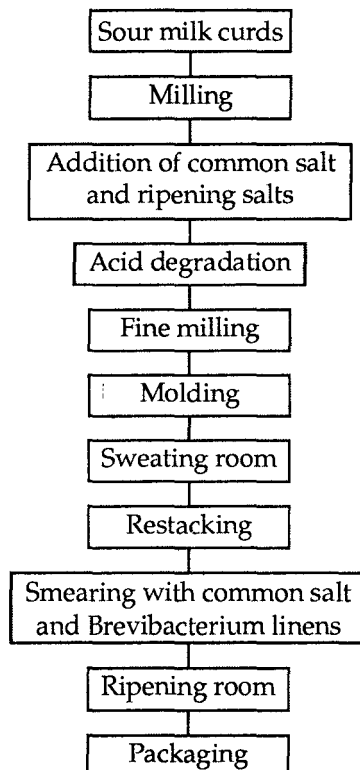 Sour milk curds
Milling
Addition of common salt
and ripening salts
Acid degradation
Fine milling
Molding
Sweating room
Restacking
Smearing with common salt
and Brevibacterium linens
Ripening room
Packaging